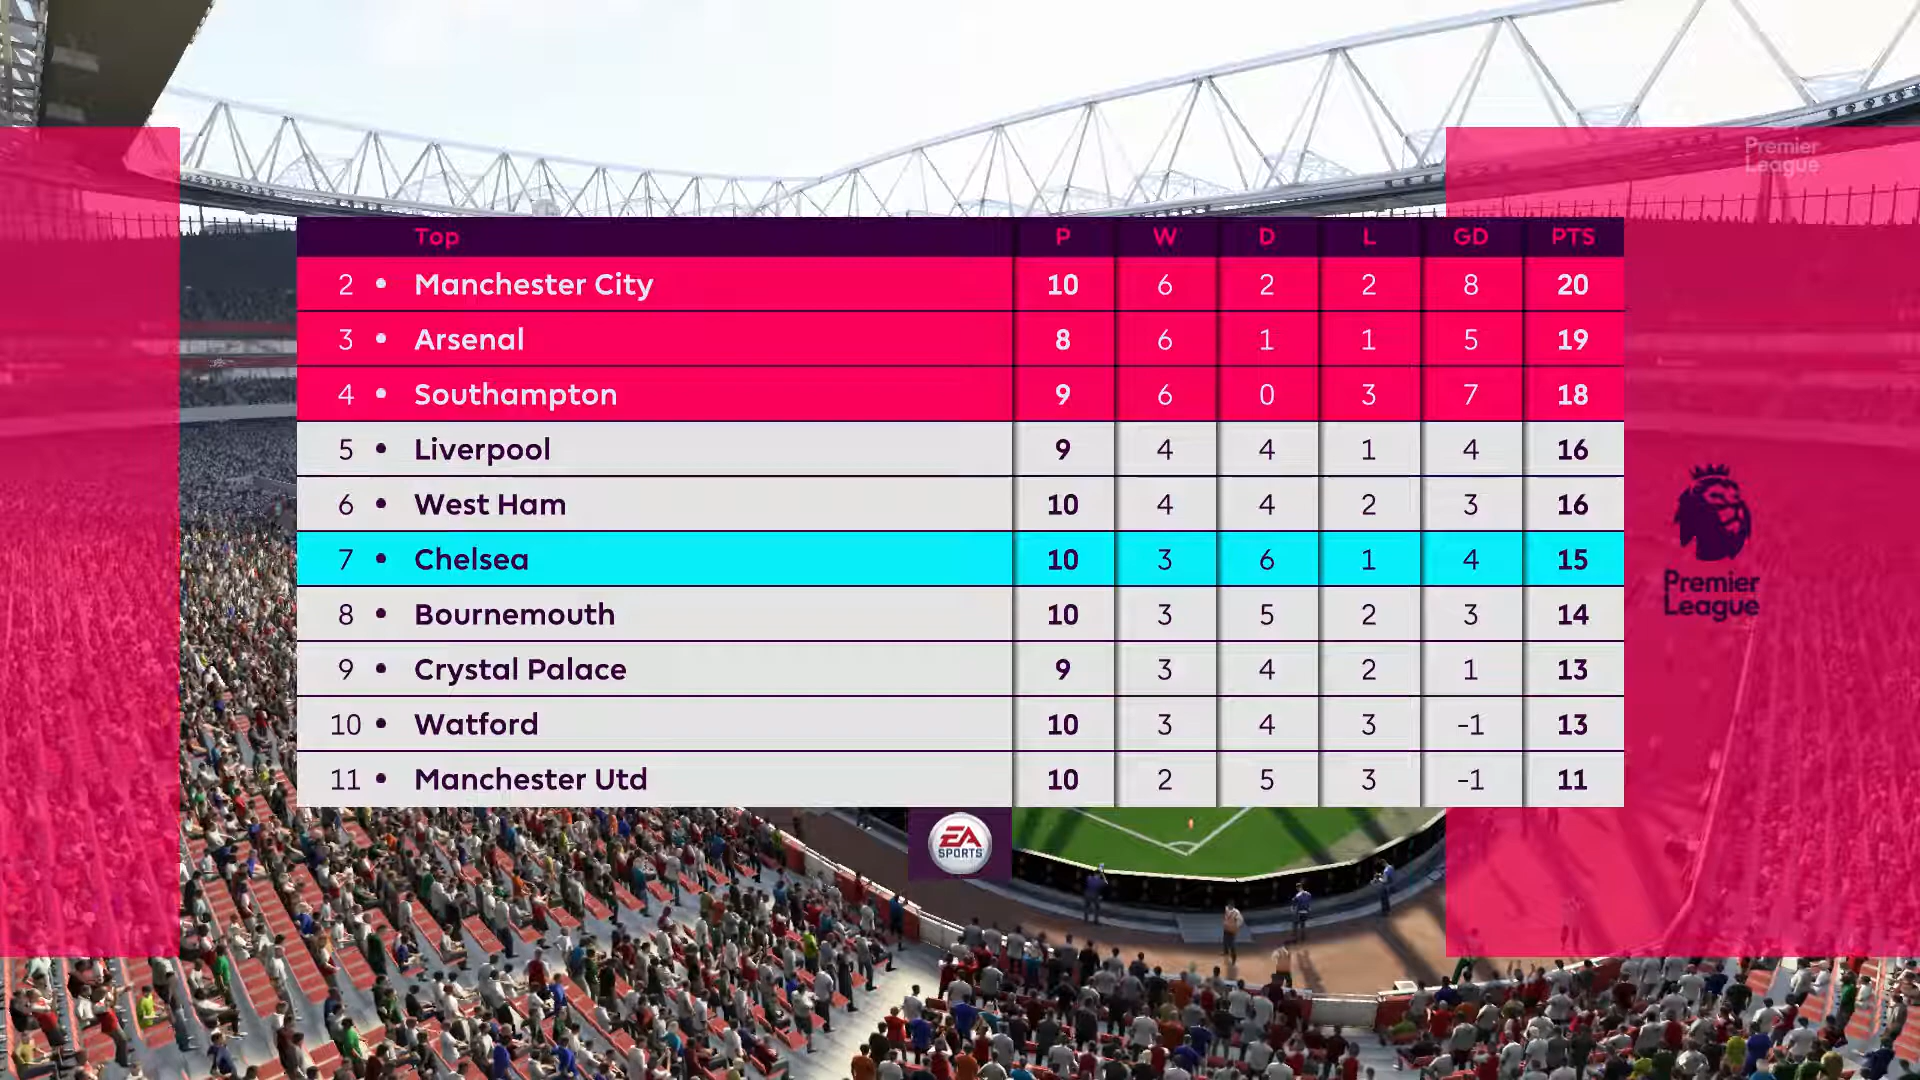 Premier
League
Top P W D L GD PTS
2 • Manchester City 10 6 2 2 8 20
3 • Arsenal 8 6 1 1 5 19
4 • Southampton 9 6 0 3 7 18
5 • Liverpool 9 4 4 1 4 16
6 • West Ham 10 4 4 2 3 16
7 • Chelsea 10 3 6 1 4 15
8 • Bournemouth 10 3 5 2 3 14
9 • Crystal Palace 9 3 4 2 1 13
10 • Watford 10 3 4 3 -1 13
11 • Manchester Utd 10 2 5 3 -1 11
Premier
League
EA
SPORTS